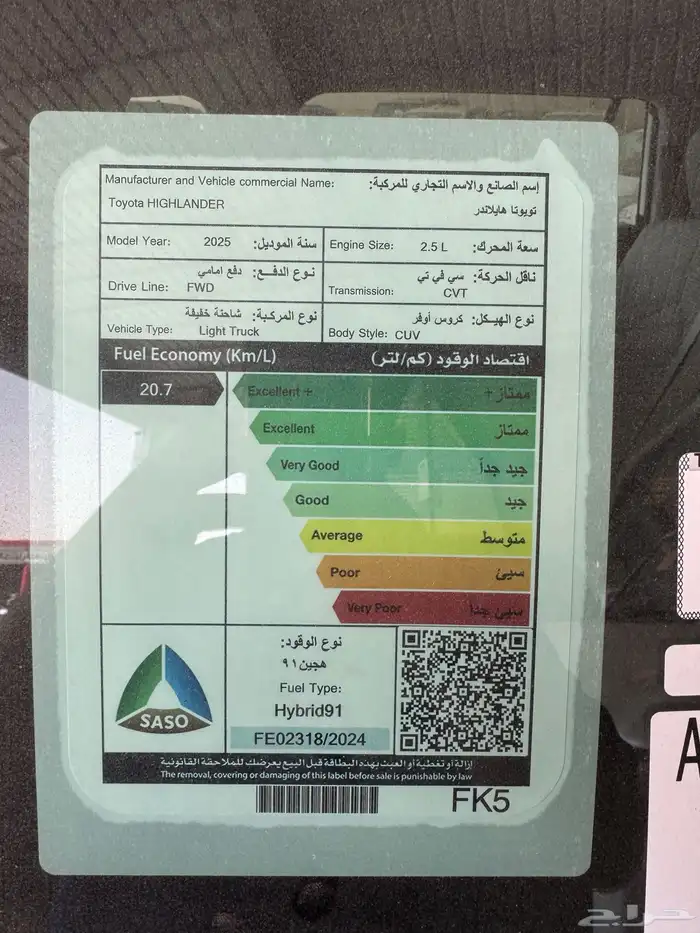 Manufacturer and Vehicle commercial Name: إسم الصانع والاسم التجاري للمركبة:
Toyota HIGHLANDER تويوتا هايلاندر
Model Year: 2025 سنة الموديل: Engine Size: 2.5 L سعة المحرك:
نوع الدفع: دفع امامي ناقل الحركة: سي في تي
Drive Line: FWD Transmission: CVT
نوع المركبة: شاحنة خفيفة نوع الهيكل: كروس أوفر
Vehicle Type: Light Truck Body Style: CUV
Fuel Economy (Km/L) اقتصاد الوقود (كم/لتر)
20.7 Excellent + ممتاز+
Excellent ممتاز
Very Good جيد جداً
Good جيد
Average متوسط
Poor سيئ
Very Poor سيئ جداً
نوع الوقود:
هجين٩١
Fuel Type:
Hybrid91
SASO
FE02318/2024
إزالة أو تغطية أو العبث بهذه البطاقة قبل البيع يعرضك للملاحقة القانونية
The removal, covering or damaging of this label before sale is punishable by law
FK5
A
حراج